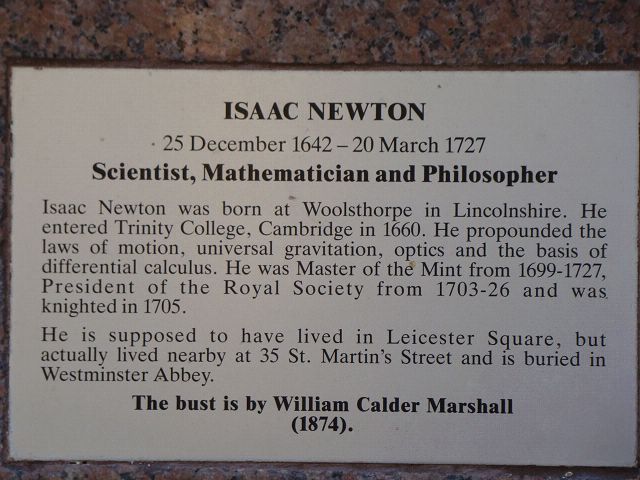 ISAAC NEWTON
25 December 1642 – 20 March 1727
Scientist, Mathematician and Philosopher
Isaac Newton was born at Woolsthorpe in Lincolnshire. He
entered Trinity College, Cambridge in 1660. He propounded the
laws of motion, universal gravitation, optics and the basis of
differential calculus. He was Master of the Mint from 1699-1727,
President of the Royal Society from 1703-26 and was
knighted in 1705.
He is supposed to have lived in Leicester Square, but
actually lived nearby at 35 St. Martin's Street and is buried in
Westminster Abbey.
The bust is by William Calder Marshall
(1874).